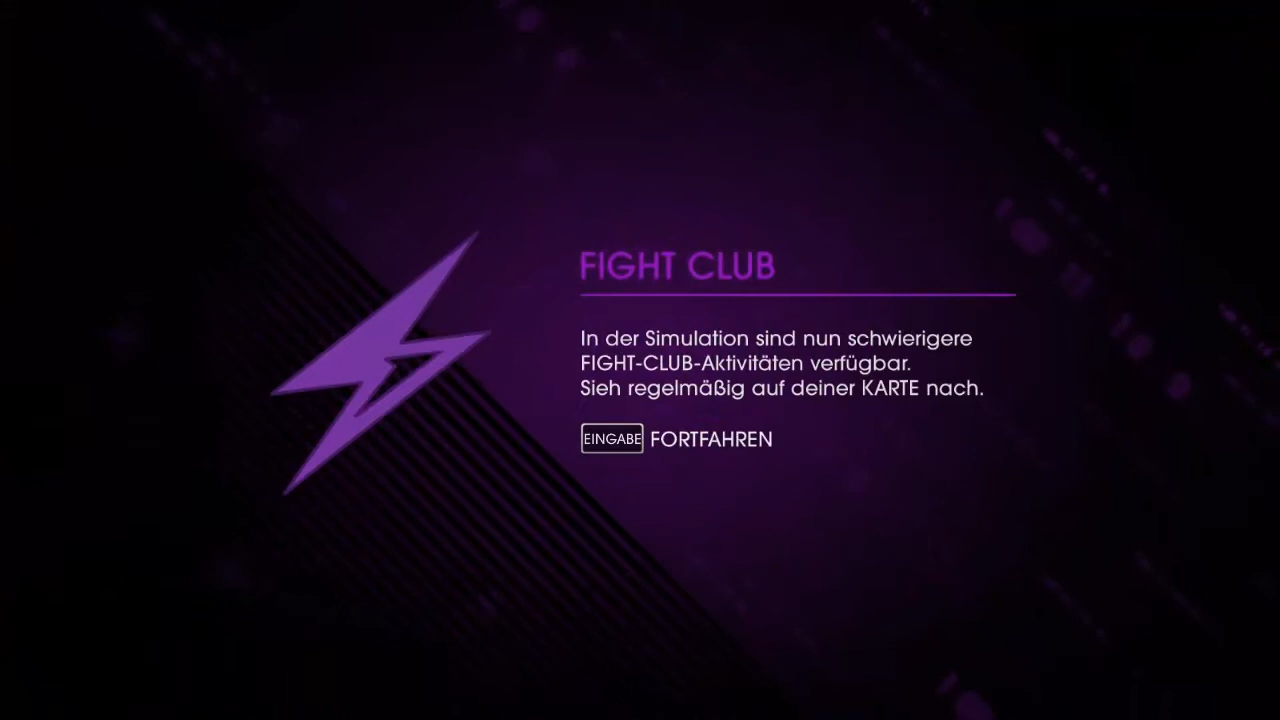 FIGHT CLUB
In der Simulation sind nun schwierigere
FIGHT-CLUB-Aktivitäten verfügbar.
Sieh regelmäßig auf deiner KARTE nach.
EINGABE FORTFAHREN